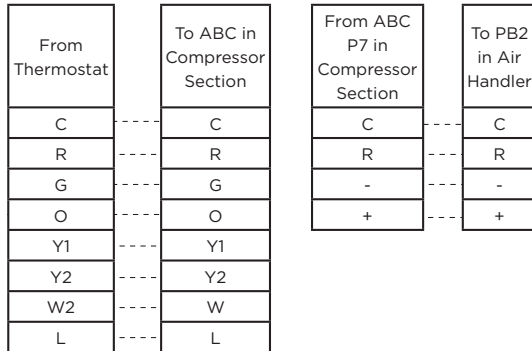 From
Thermostat
To ABC in
Compressor
Section
C C
R R
G G
O O
Y1 Y1
Y2 Y2
W2 W
L L
From ABC
P7 in
Compressor
Section
To PB2
in Air
Handler
C C
R R
- -
+ +